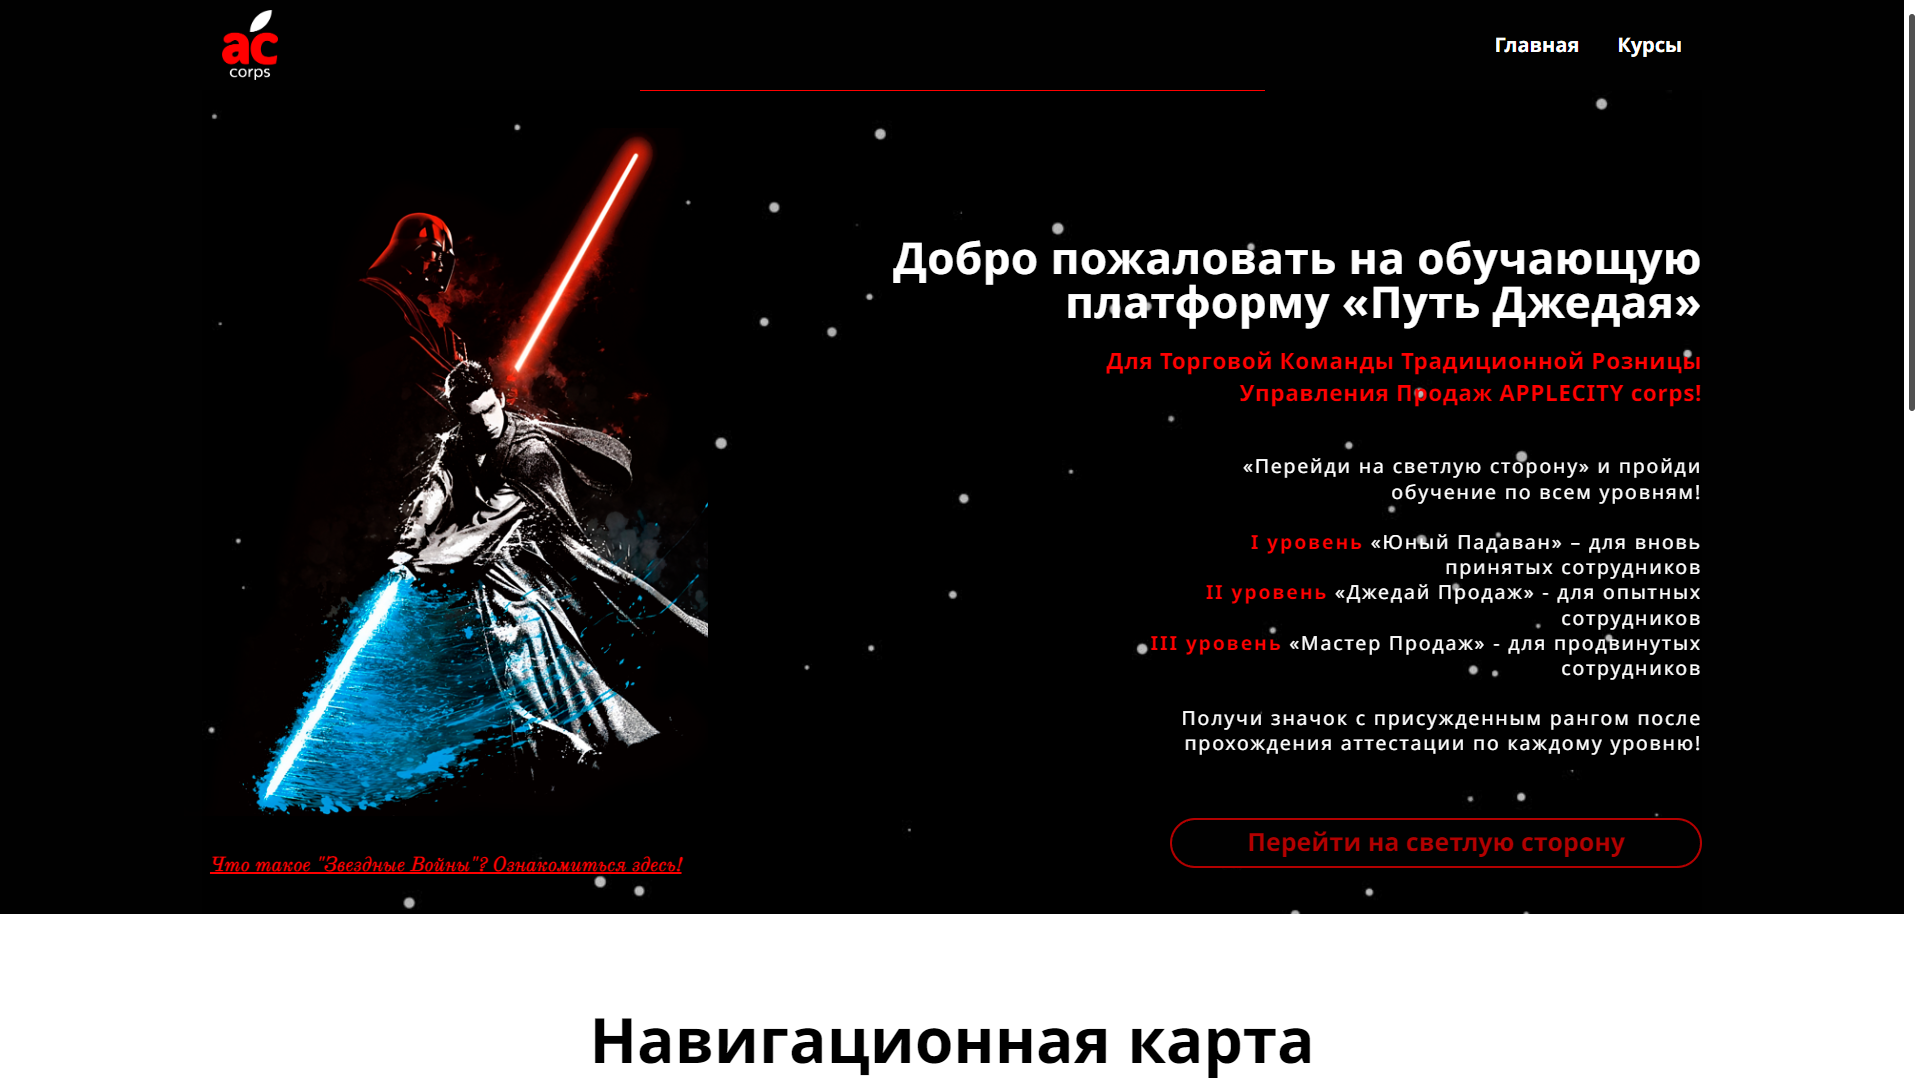 ac
corps
Главная
Курсы
Добро пожаловать на обучающую
платформу «Путь Джедая»
Для Торговой Команды Традиционной Розницы
Управления Продаж APPLECITY corps!
«Перейди на светлую сторону» и пройди
обучение по всем уровням!
I уровень «Юный Падаван» – для вновь
принятых сотрудников
II уровень «Джедай Продаж» - для опытных
сотрудников
III уровень «Мастер Продаж» - для продвинутых
сотрудников
Получи значок с присужденным рангом после
прохождения аттестации по каждому уровню!
Перейти на светлую сторону
Что такое "Звездные Войны"? Ознакомиться здесь!
Навигационная карта